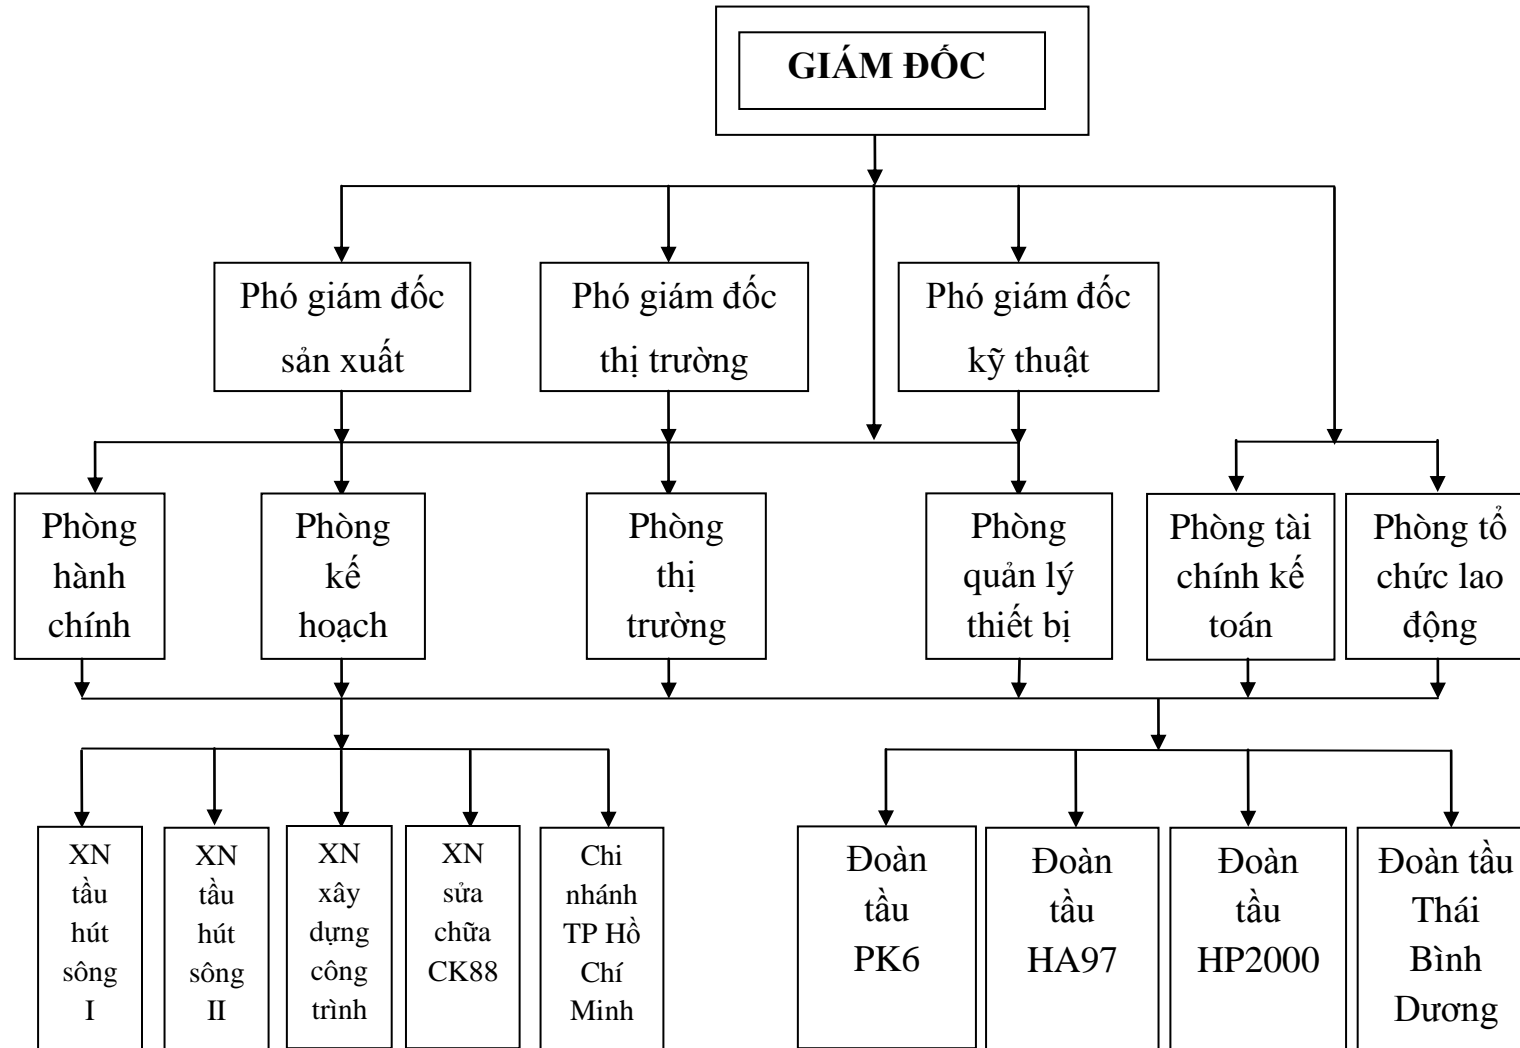 GIÁM ĐỐC
Phó giám đốc
sản xuất
Phó giám đốc
thị trường
Phó giám đốc
kỹ thuật
Phòng
hành
chính
Phòng
kế
hoạch
Phòng
thị
trường
Phòng
quản lý
thiết bị
Phòng tài
chính kế
toán
Phòng tổ
chức lao
động
XN
tầu
hút
sông
I
XN
tầu
hút
sông
II
XN
xây
dựng
công
trình
XN
sửa
chữa
CK88
Chi
nhánh
TP Hồ
Chí
Minh
Đoàn
tầu
PK6
Đoàn
tầu
HA97
Đoàn
tầu
HP2000
Đoàn tầu
Thái
Bình
Dương